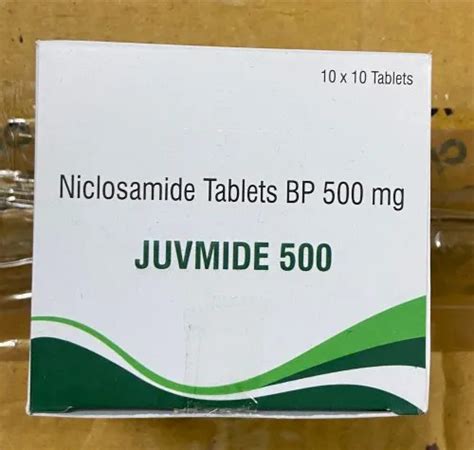 10 x 10 Tablets
Niclosamide Tablets BP 500 mg
JUVMIDE 500